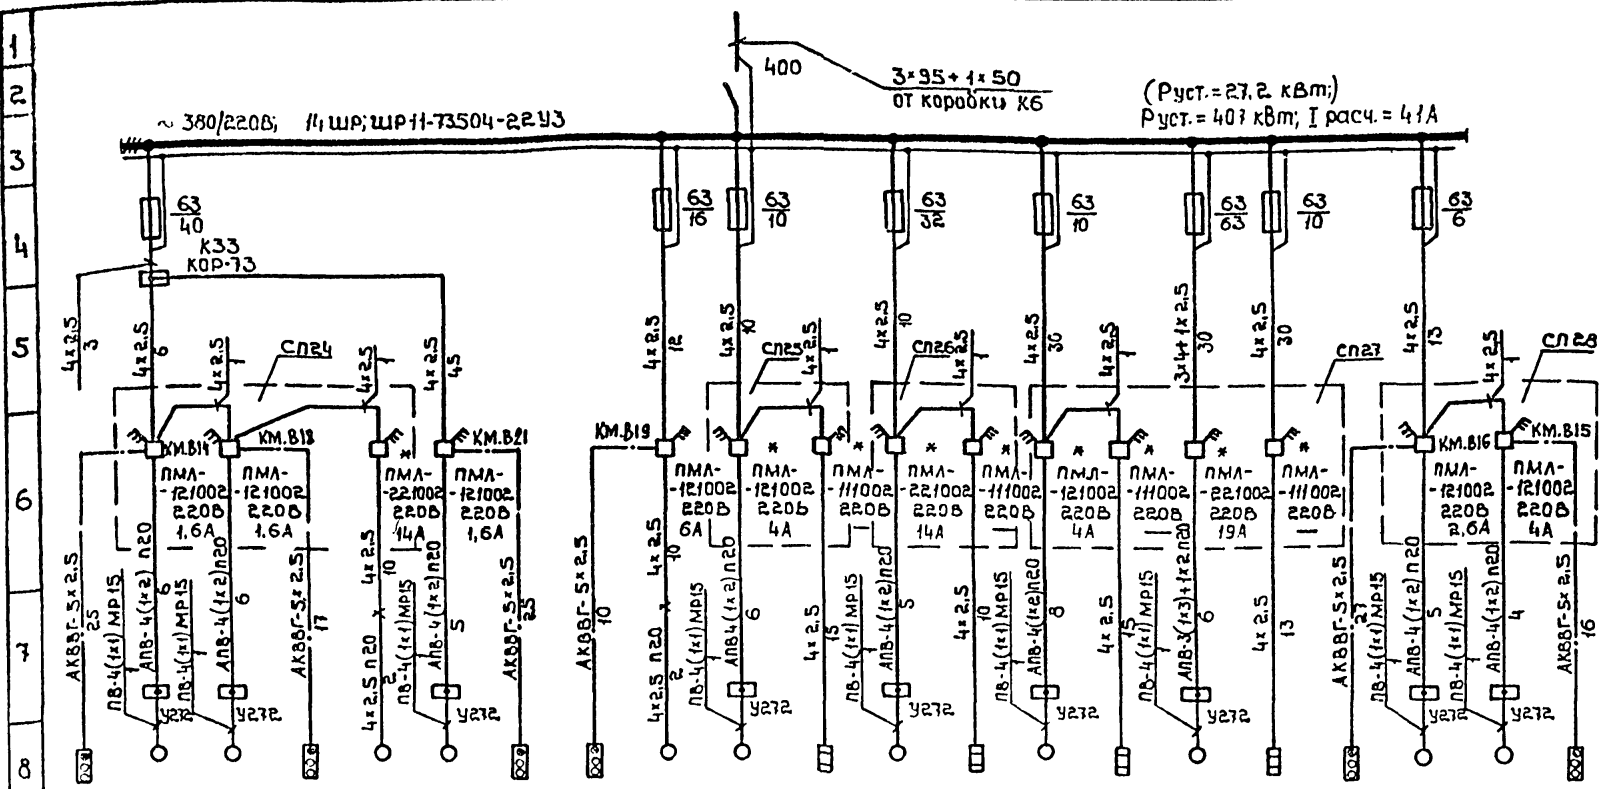 1
2
3
4
5
6
7
8
400
3×95+1×50
от коробки К6
(Руст.=27,2 кВт;)
Руст.= 407 кВт; I расч.= 41А
~ 380/220В; 14ШР; ШР11-73504-22У3
63/40
63/16
63/10
63/32
63/10
63/63
63/10
63/6
К33
КОР-73
4×2,5
3
4×2,5
6
4×2,5
СП24
4×2,5
4×2,5
45
4×2,5
12
4×2,5
10
СП25
4×2,5
4×2,5
10
СП26
4×2,5
4×2,5
30
4×2,5
3×4+1×2,5
30
4×2,5
30
СП27
4×2,5
13
4×2,5
СП28
КМ.В14
КМ.В18
*
КМ.В21
КМ.В19
*
*
*
*
*
*
*
КМ.В16
КМ.В15
ПМЛ-
-121002
220В
1,6А
ПМЛ-
-121002
220В
1,6А
ПМЛ-
-221002
220В
14А
ПМЛ-
-121002
220В
1,6А
ПМЛ-
-121002
220В
6А
ПМЛ-
-121002
220В
4А
ПМЛ-
-111002
220В
—
ПМЛ-
-221002
220В
14А
ПМЛ-
-111002
220В
—
ПМЛ-
-121002
220В
4А
ПМЛ-
-111002
220В
—
ПМЛ-
-221002
220В
19А
ПМЛ-
-111002
220В
—
ПМЛ-
-121002
220В
2,6А
ПМЛ-
-121002
220В
4А
АКВВГ-5×2,5
25
ПВ-4(1×1)МР15
АПВ-4(1×2)П20
6
ПВ-4(1×1)МР15
АПВ-4(1×2)П20
6
АКВВГ-5×2,5
17
4×2,5
10
4×2,5 П20
2
ПВ-4(1×1)МР15
АПВ-4(1×2)П20
5
АКВВГ-5×2,5
25
АКВВГ-5×2,5
10
4×2,5
10
4×2,5 П20
2
ПВ-4(1×1)МР15
АПВ4(1×2)П20
6
4×2,5
15
ПВ-4(1×1)МР15
АПВ-4(1×2)П20
5
4×2,5
10
ПВ-4(1×1)МР15
АПВ-4(1×2)П20
8
4×2,5
15
ПВ-4(1×1)МР15
АПВ-3(1×3)+1×2П20
6
4×2,5
13
АКВВГ-5×2,5
27
ПВ-4(1×1)МР15
АПВ-4(1×2)П20
5
ПВ-4(1×1)МР15
АПВ-4(1×2)П20
4
АКВВГ-5×2,5
16
У272
У272
У272
У272
У272
У272
У272
У272
У272